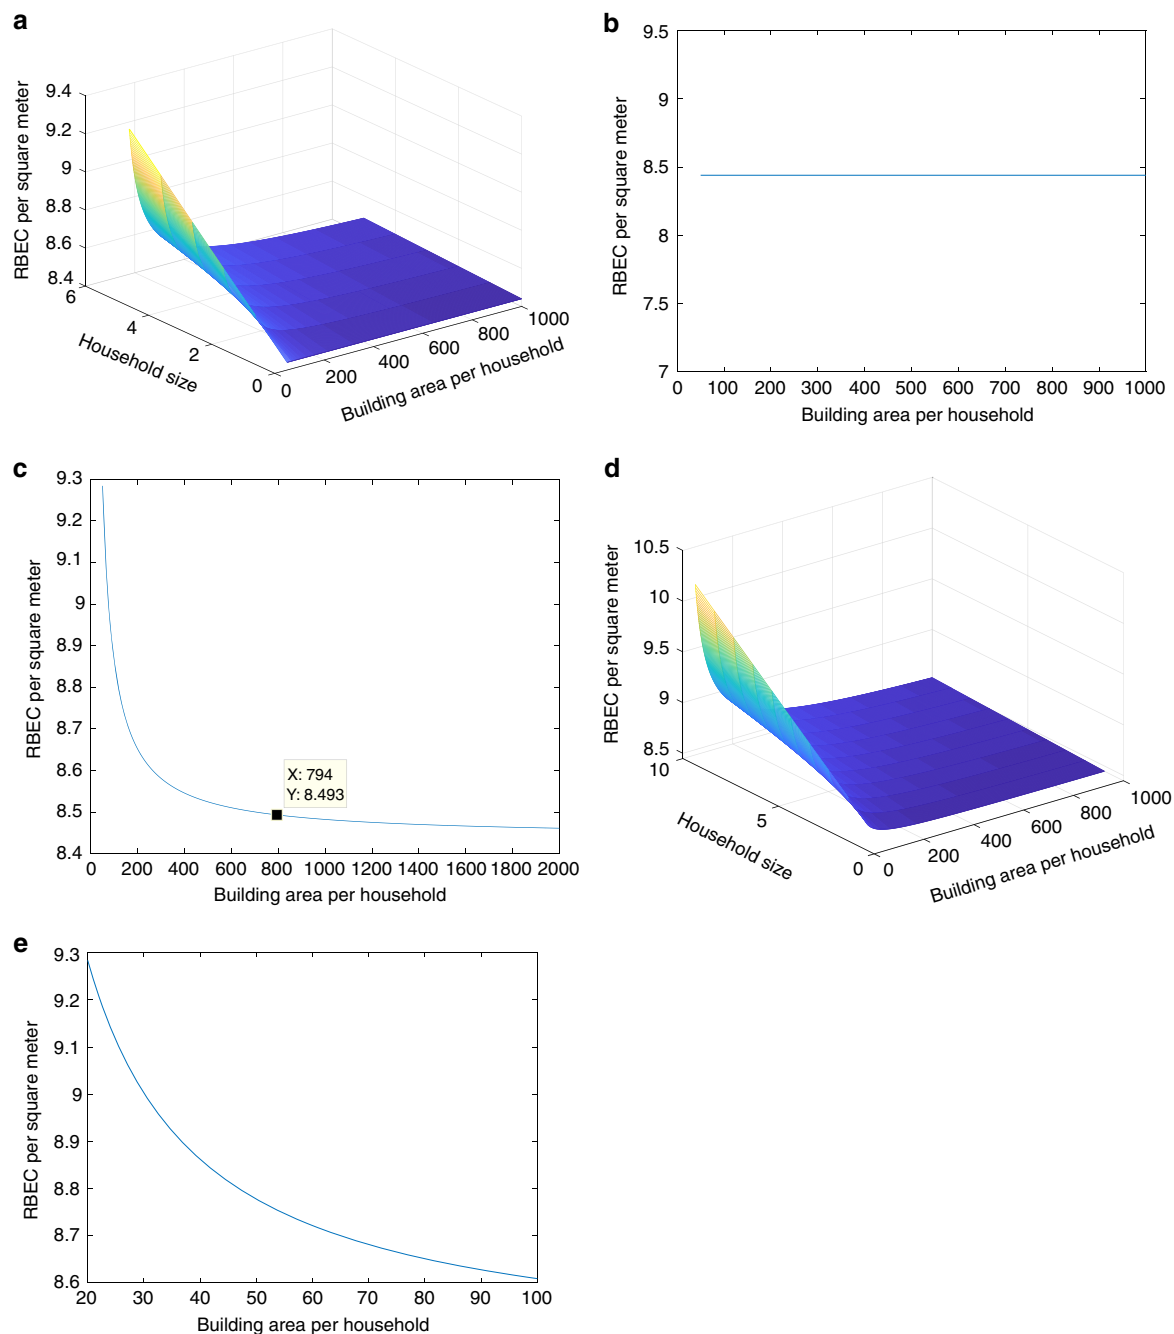 a
RBEC per square meter
9.4
9.2
9
8.8
8.6
8.4
6
4
2
0
Household size
0
200
400
600
800
1000
Building area per household
b
RBEC per square meter
9.5
9
8.5
8
7.5
7
0 100 200 300 400 500 600 700 800 900 1000
Building area per household
c
RBEC per square meter
9.3
9.2
9.1
9
8.9
8.8
8.7
8.6
8.5
8.4
X: 794
Y: 8.493
0 200 400 600 800 1000 1200 1400 1600 1800 2000
Building area per household
d
RBEC per square meter
10.5
10
9.5
9
8.5
10
5
0
Household size
0
200
400
600
800
1000
Building area per household
e
RBEC per square meter
9.3
9.2
9.1
9
8.9
8.8
8.7
8.6
20 30 40 50 60 70 80 90 100
Building area per household